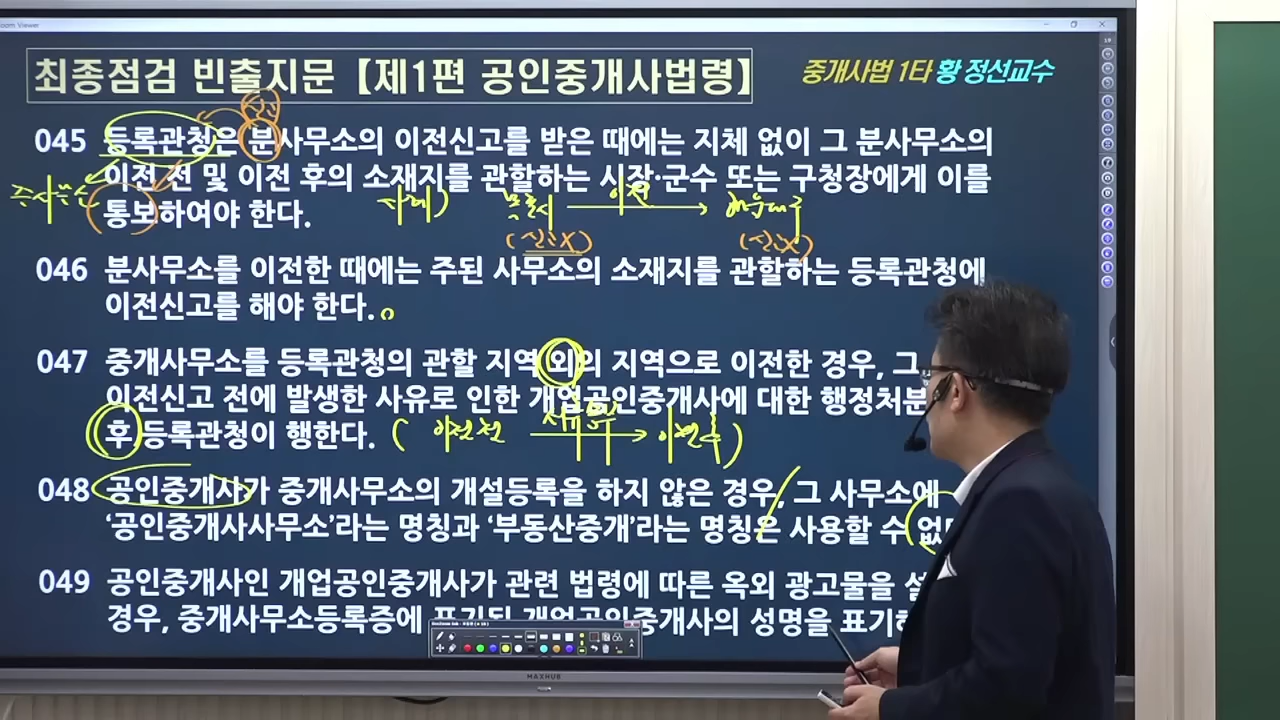 최종점검 빈출지문 【제1편 공인중개사법령】
중개사법 1타 황 정선교수
045 등록관청은 분사무소의 이전신고를 받은 때에는 지체 없이 그 분사무소의
이전 전 및 이전 후의 소재지를 관할하는 시장·군수 또는 구청장에게 이를
통보하여야 한다.
046 분사무소를 이전한 때에는 주된 사무소의 소재지를 관할하는 등록관청에
이전신고를 해야 한다.
047 중개사무소를 등록관청의 관할 지역 외의 지역으로 이전한 경우, 그
이전신고 전에 발생한 사유로 인한 개업공인중개사에 대한 행정처분
후 등록관청이 행한다. ( 이전 전 이전 후 )
048 공인중개사가 중개사무소의 개설등록을 하지 않은 경우, 그 사무소에
‘공인중개사사무소’라는 명칭과 ‘부동산중개’라는 명칭은 사용할 수
049 공인중개사인 개업공인중개사가 관련 법령에 따른 옥외 광고물을
경우, 중개사무소등록증에 표기된 개업공인중개사의 성명을
MAXHUB